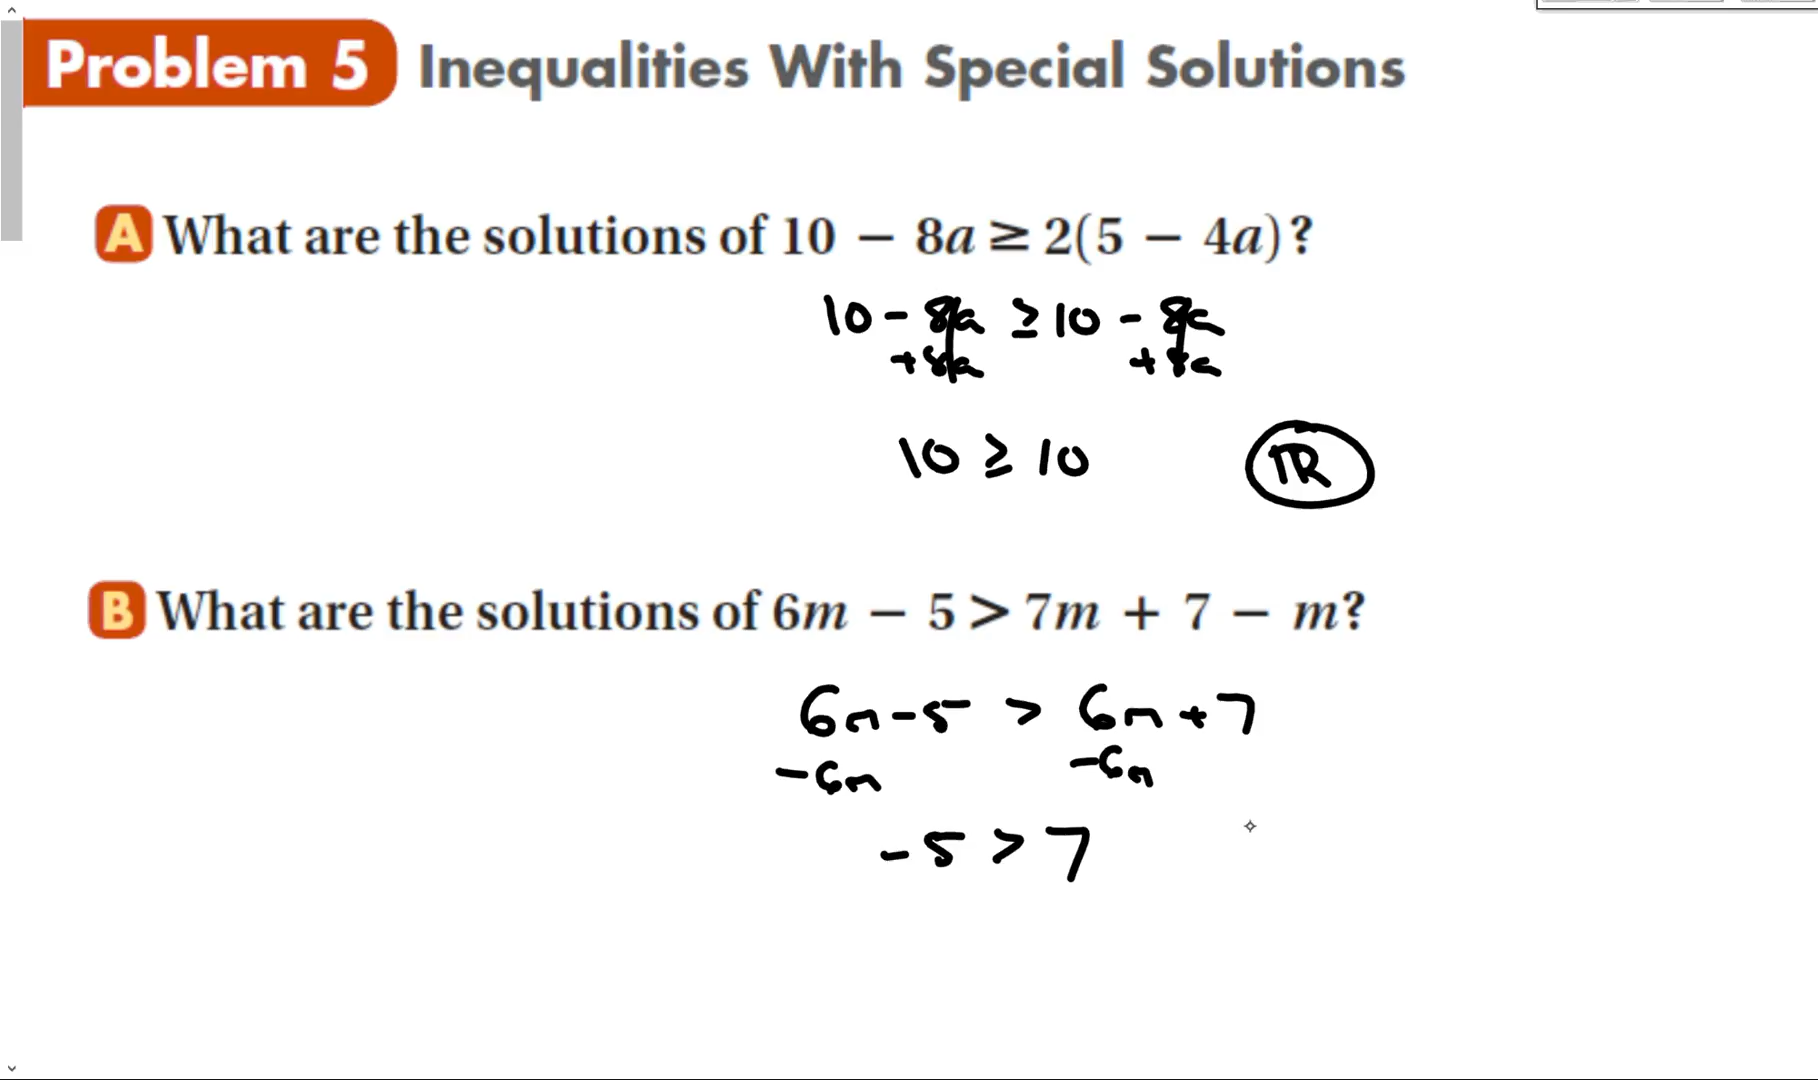 Problem 5 Inequalities With Special Solutions
A What are the solutions of 10 − 8a ≥ 2(5 − 4a)?
10 - 8a ≥ 10 - 8a
+8a +8a
10 ≥ 10 ℝ
B What are the solutions of 6m − 5 > 7m + 7 − m?
6m - 5 > 6m + 7
-6m -6m
-5 > 7